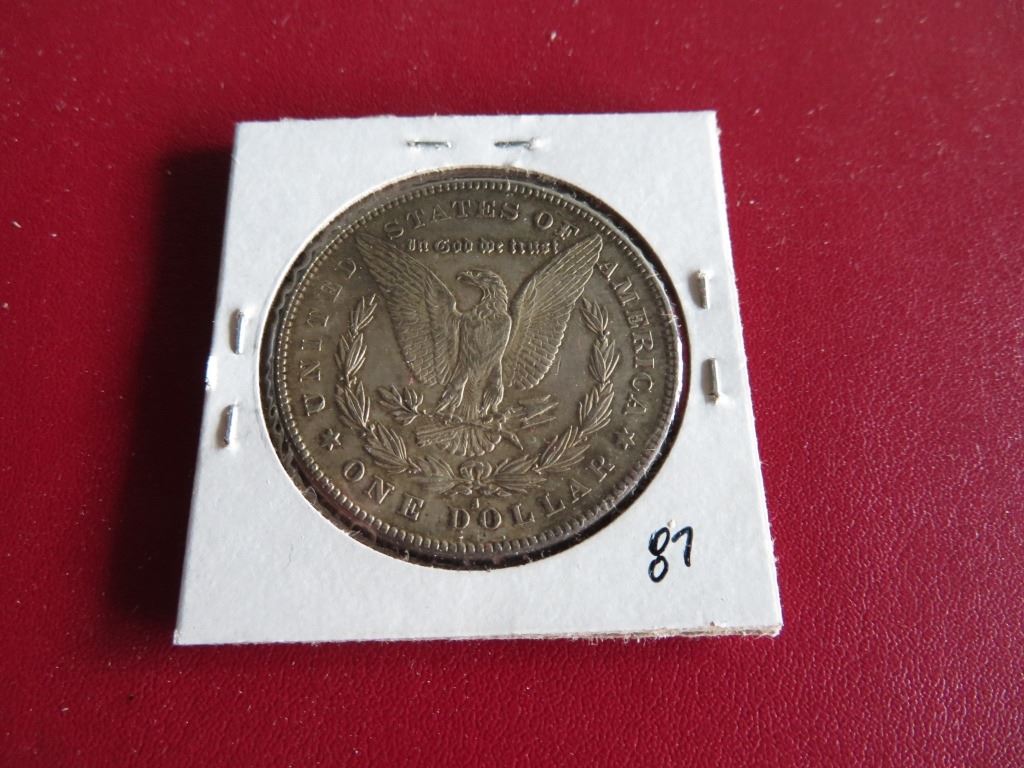 UNITED STATES OF AMERICA
In God we trust
ONE DOLLAR
87